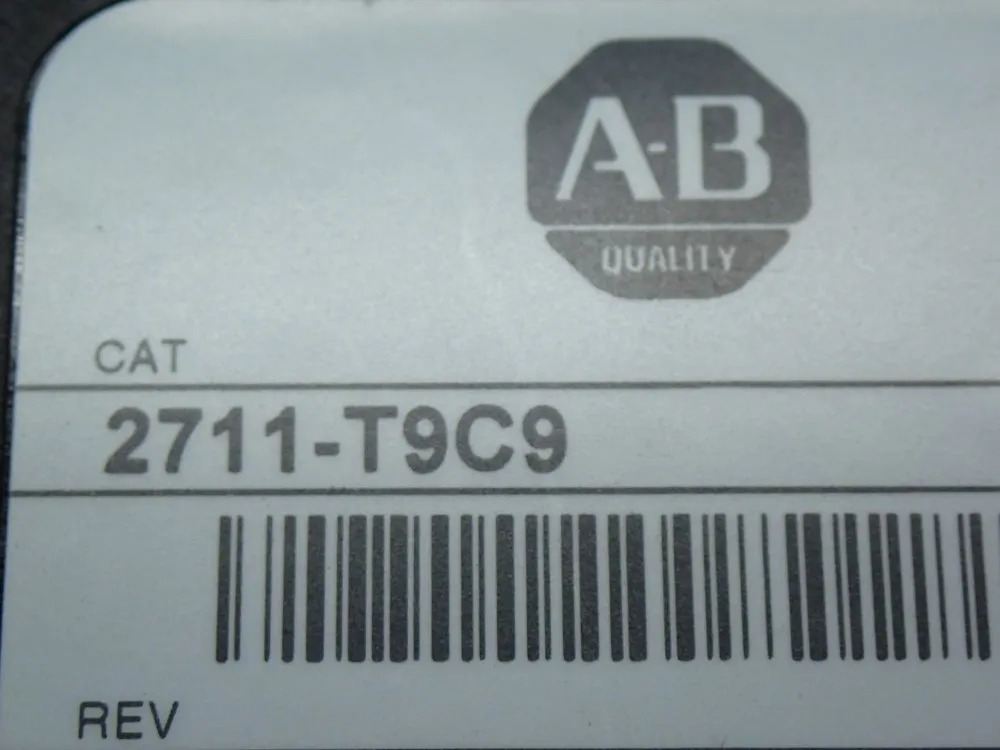 A-B
QUALITY
CAT
2711-T9C9
REV